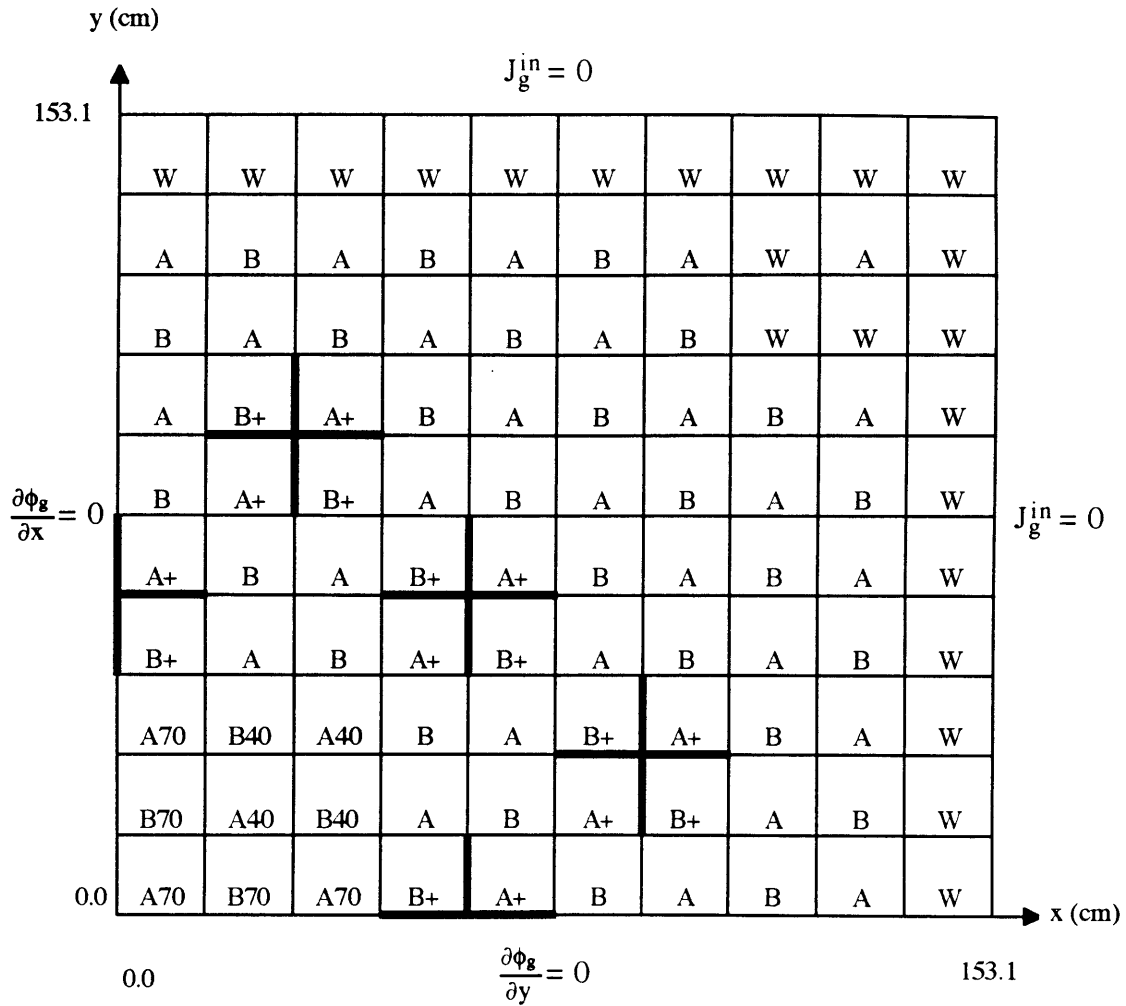 y (cm)
J_g^in = 0
153.1
W W W W W W W W W W
A B A B A B A W A W
B A B A B A B W W W
A B+ A+ B A B A B A W
B A+ B+ A B A B A B W
∂ϕ_g/∂x = 0
J_g^in = 0
A+ B A B+ A+ B A B A W
B+ A B A+ B+ A B A B W
A70 B40 A40 B A B+ A+ B A W
B70 A40 B40 A B A+ B+ A B W
0.0 A70 B70 A70 B+ A+ B A B A W
x (cm)
0.0
∂ϕ_g/∂y = 0
153.1